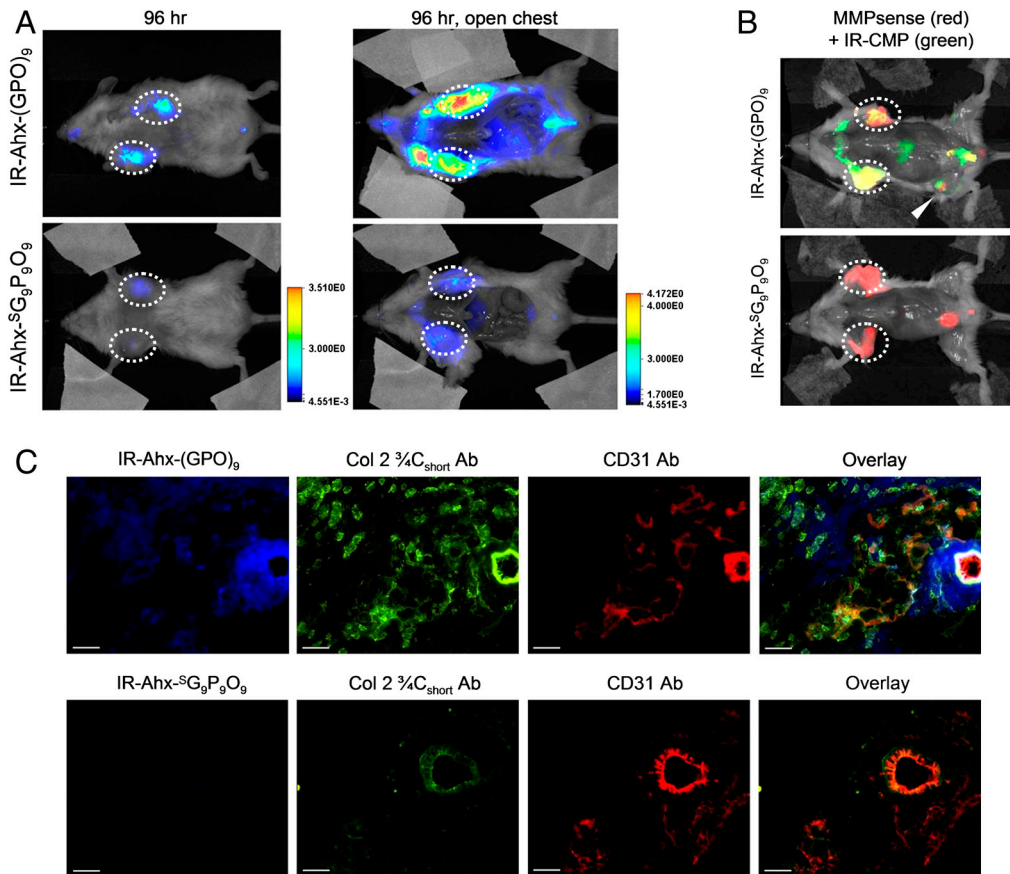 A
96 hr
96 hr, open chest
IR-Ahx-(GPO)₉
IR-Ahx-ˢG₉P₉O₉
3.510E0
3.000E0
4.551E-3
4.172E0
4.000E0
3.000E0
1.700E0
4.551E-3
B
MMPsense (red)
+ IR-CMP (green)
IR-Ahx-(GPO)₉
IR-Ahx-ˢG₉P₉O₉
C
IR-Ahx-(GPO)₉
Col 2 ¾C_short Ab
CD31 Ab
Overlay
IR-Ahx-ˢG₉P₉O₉
Col 2 ¾C_short Ab
CD31 Ab
Overlay